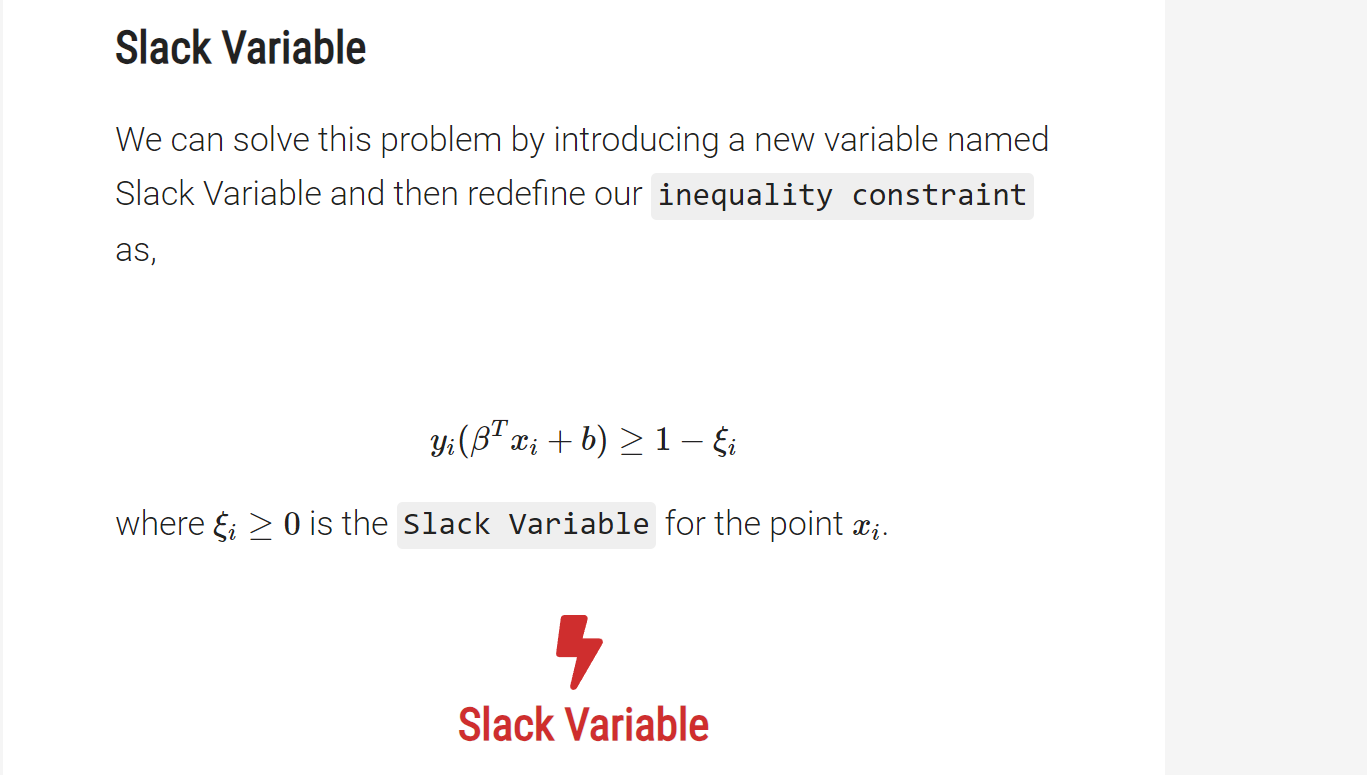 Slack Variable
We can solve this problem by introducing a new variable named
Slack Variable and then redefine our inequality constraint
as,
yᵢ(βᵀxᵢ + b) ≥ 1 − ξᵢ
where ξᵢ ≥ 0 is the Slack Variable for the point xᵢ.
Slack Variable